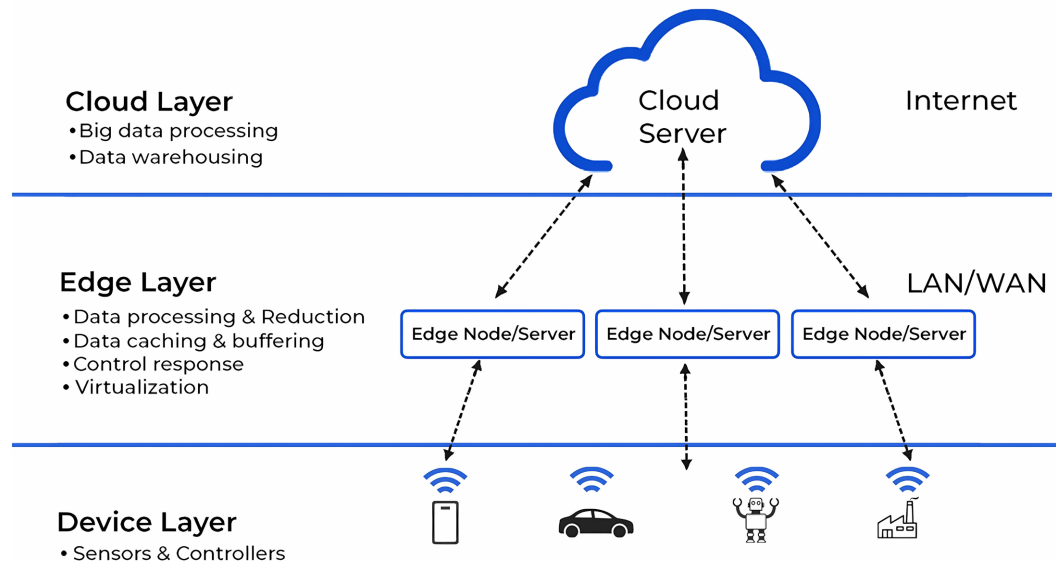 Cloud Layer
•Big data processing
•Data warehousing
Cloud
Server
Internet
Edge Layer
•Data processing & Reduction
•Data caching & buffering
•Control response
• Virtualization
LAN/WAN
Edge Node/Server
Edge Node/Server
Edge Node/Server
Device Layer
• Sensors & Controllers